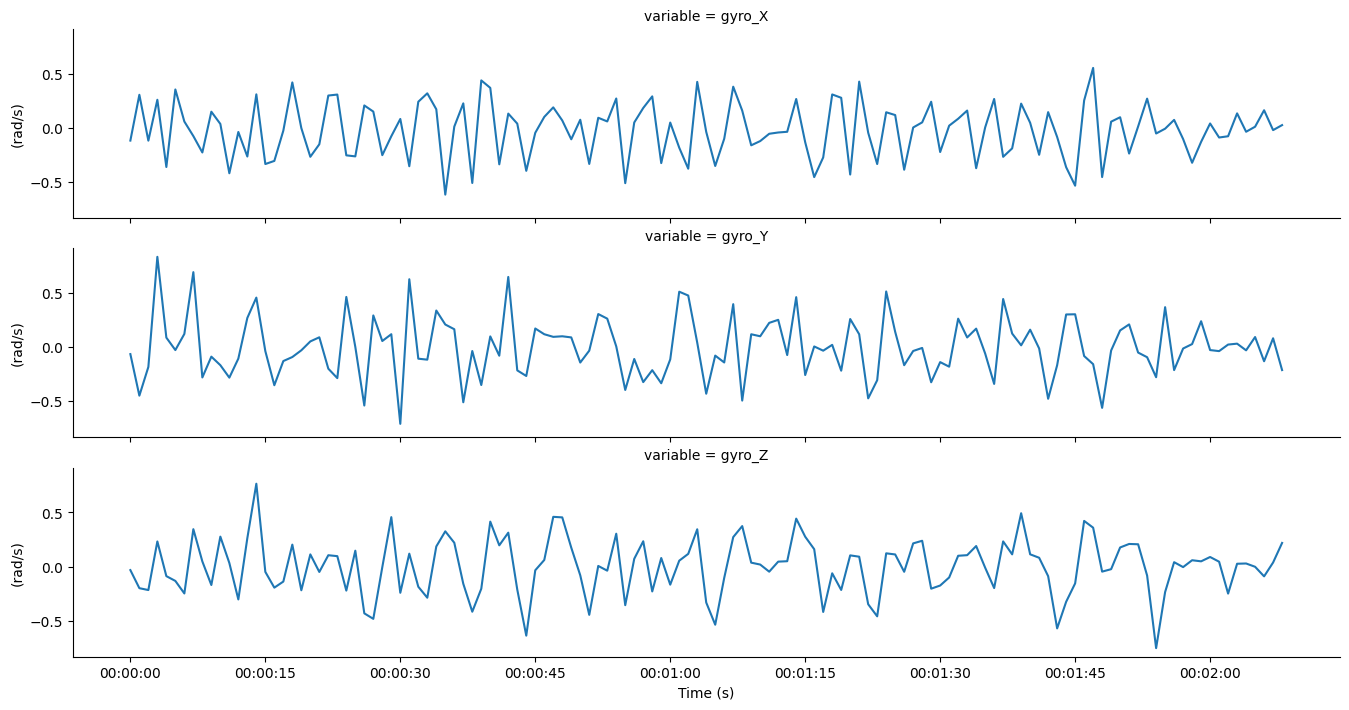 variable = gyro_X
(rad/s)
0.5
0.0
−0.5
variable = gyro_Y
(rad/s)
0.5
0.0
−0.5
variable = gyro_Z
(rad/s)
0.5
0.0
−0.5
00:00:00 00:00:15 00:00:30 00:00:45 00:01:00 00:01:15 00:01:30 00:01:45 00:02:00
Time (s)